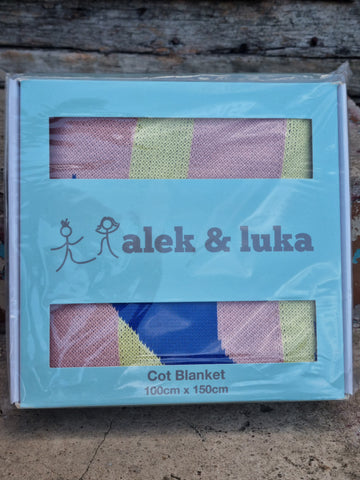 alek & luka
Cot Blanket
100cm x 150cm